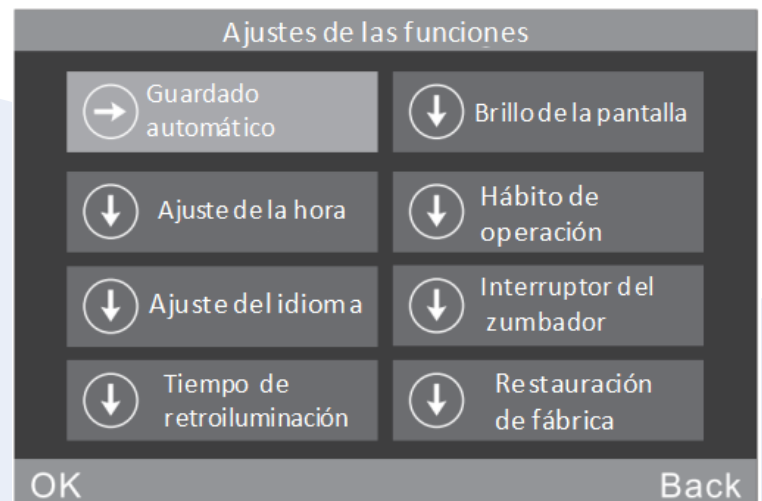 Ajustes de las funciones
Guardado
automático
Brillo de la pantalla
Ajuste de la hora
Hábito de
operación
Ajuste del idioma
Interruptor del
zumbador
Tiempo de
retroiluminación
Restauración
de fábrica
OK
Back